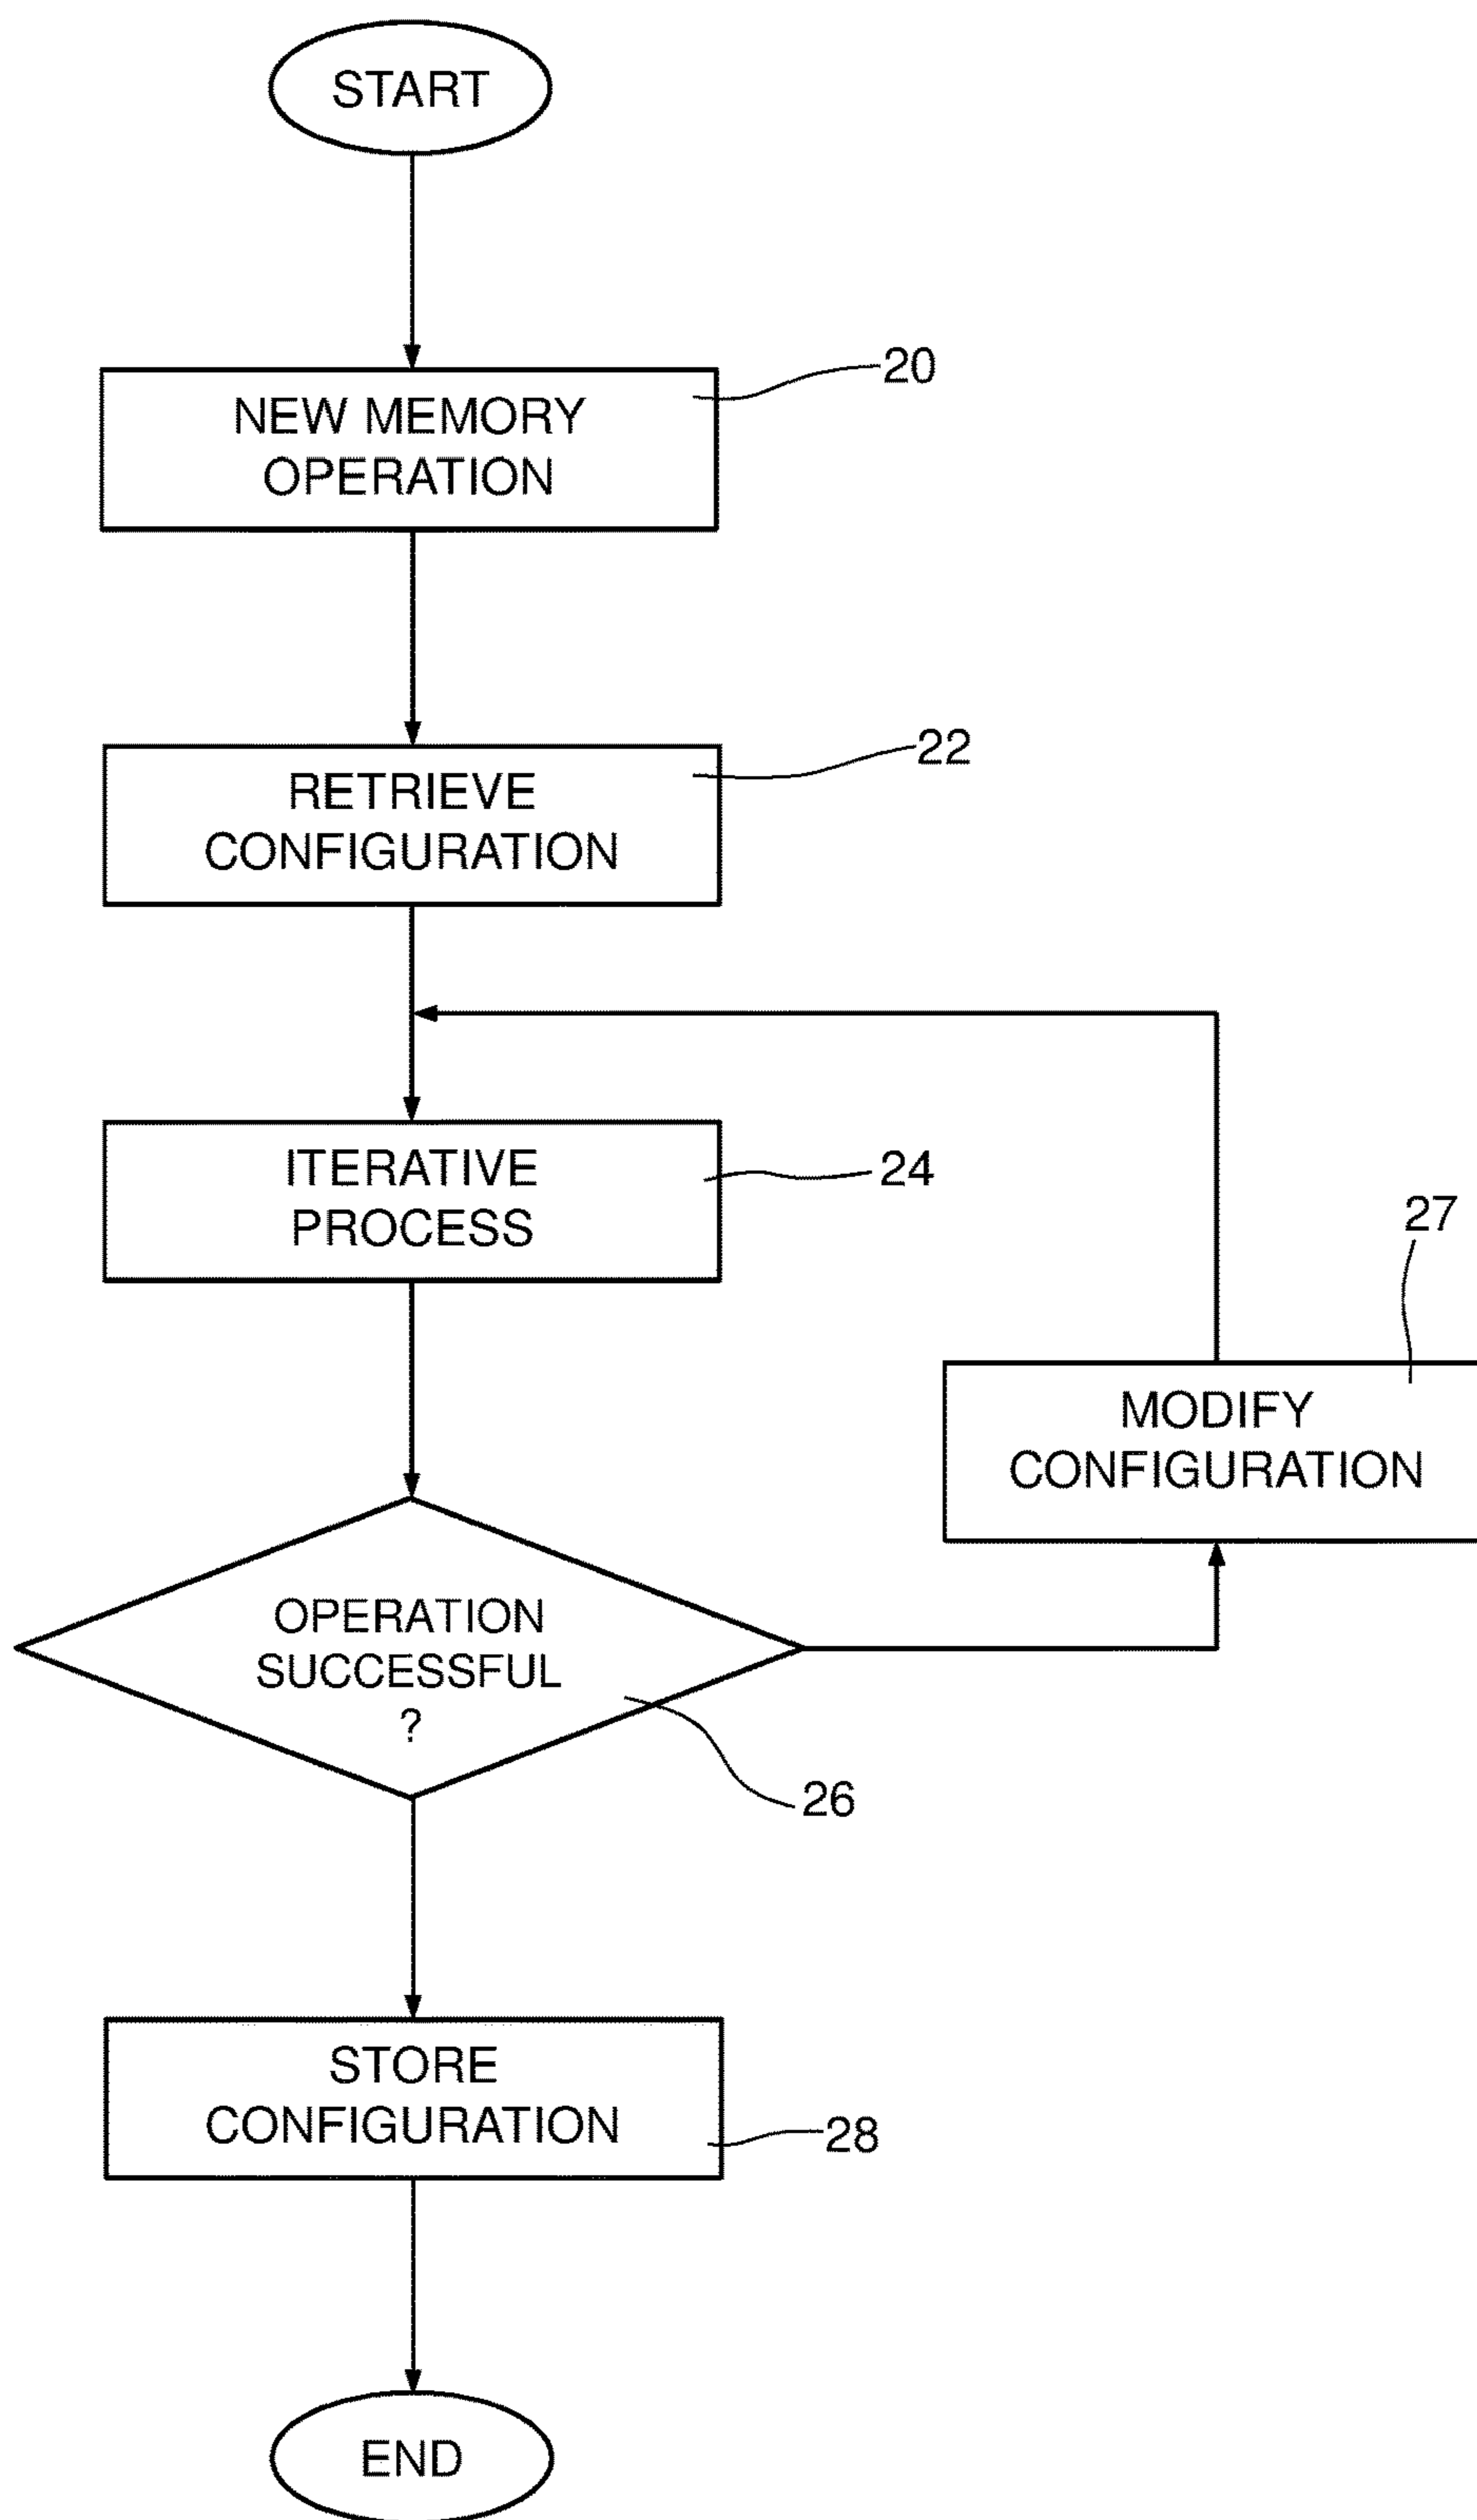 START
20
NEW MEMORY
OPERATION
22
RETRIEVE
CONFIGURATION
ITERATIVE
PROCESS
24
27
MODIFY
CONFIGURATION
OPERATION
SUCCESSFUL
?
26
STORE
CONFIGURATION
28
END